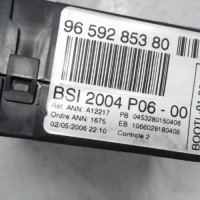 96 592 853 80
BSI 2004 P06 - 00
Ref. ANN. A12217 PB 0453280150406
Ordre ANN. 1675 EB 1066029180406
02/05/2006 22:10 Controle 2